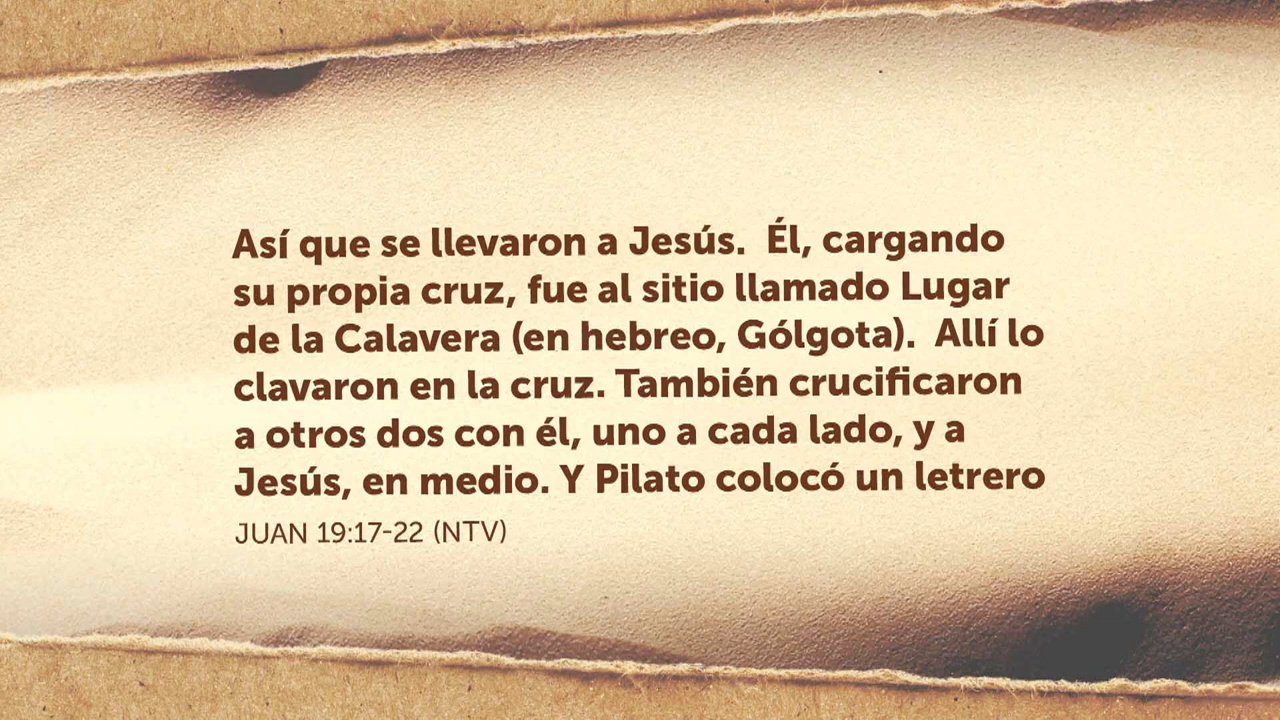 Así que se llevaron a Jesús.  Él, cargando
su propia cruz, fue al sitio llamado Lugar
de la Calavera (en hebreo, Gólgota).  Allí lo
clavaron en la cruz. También crucificaron
a otros dos con él, uno a cada lado, y a
Jesús, en medio. Y Pilato colocó un letrero
JUAN 19:17-22 (NTV)